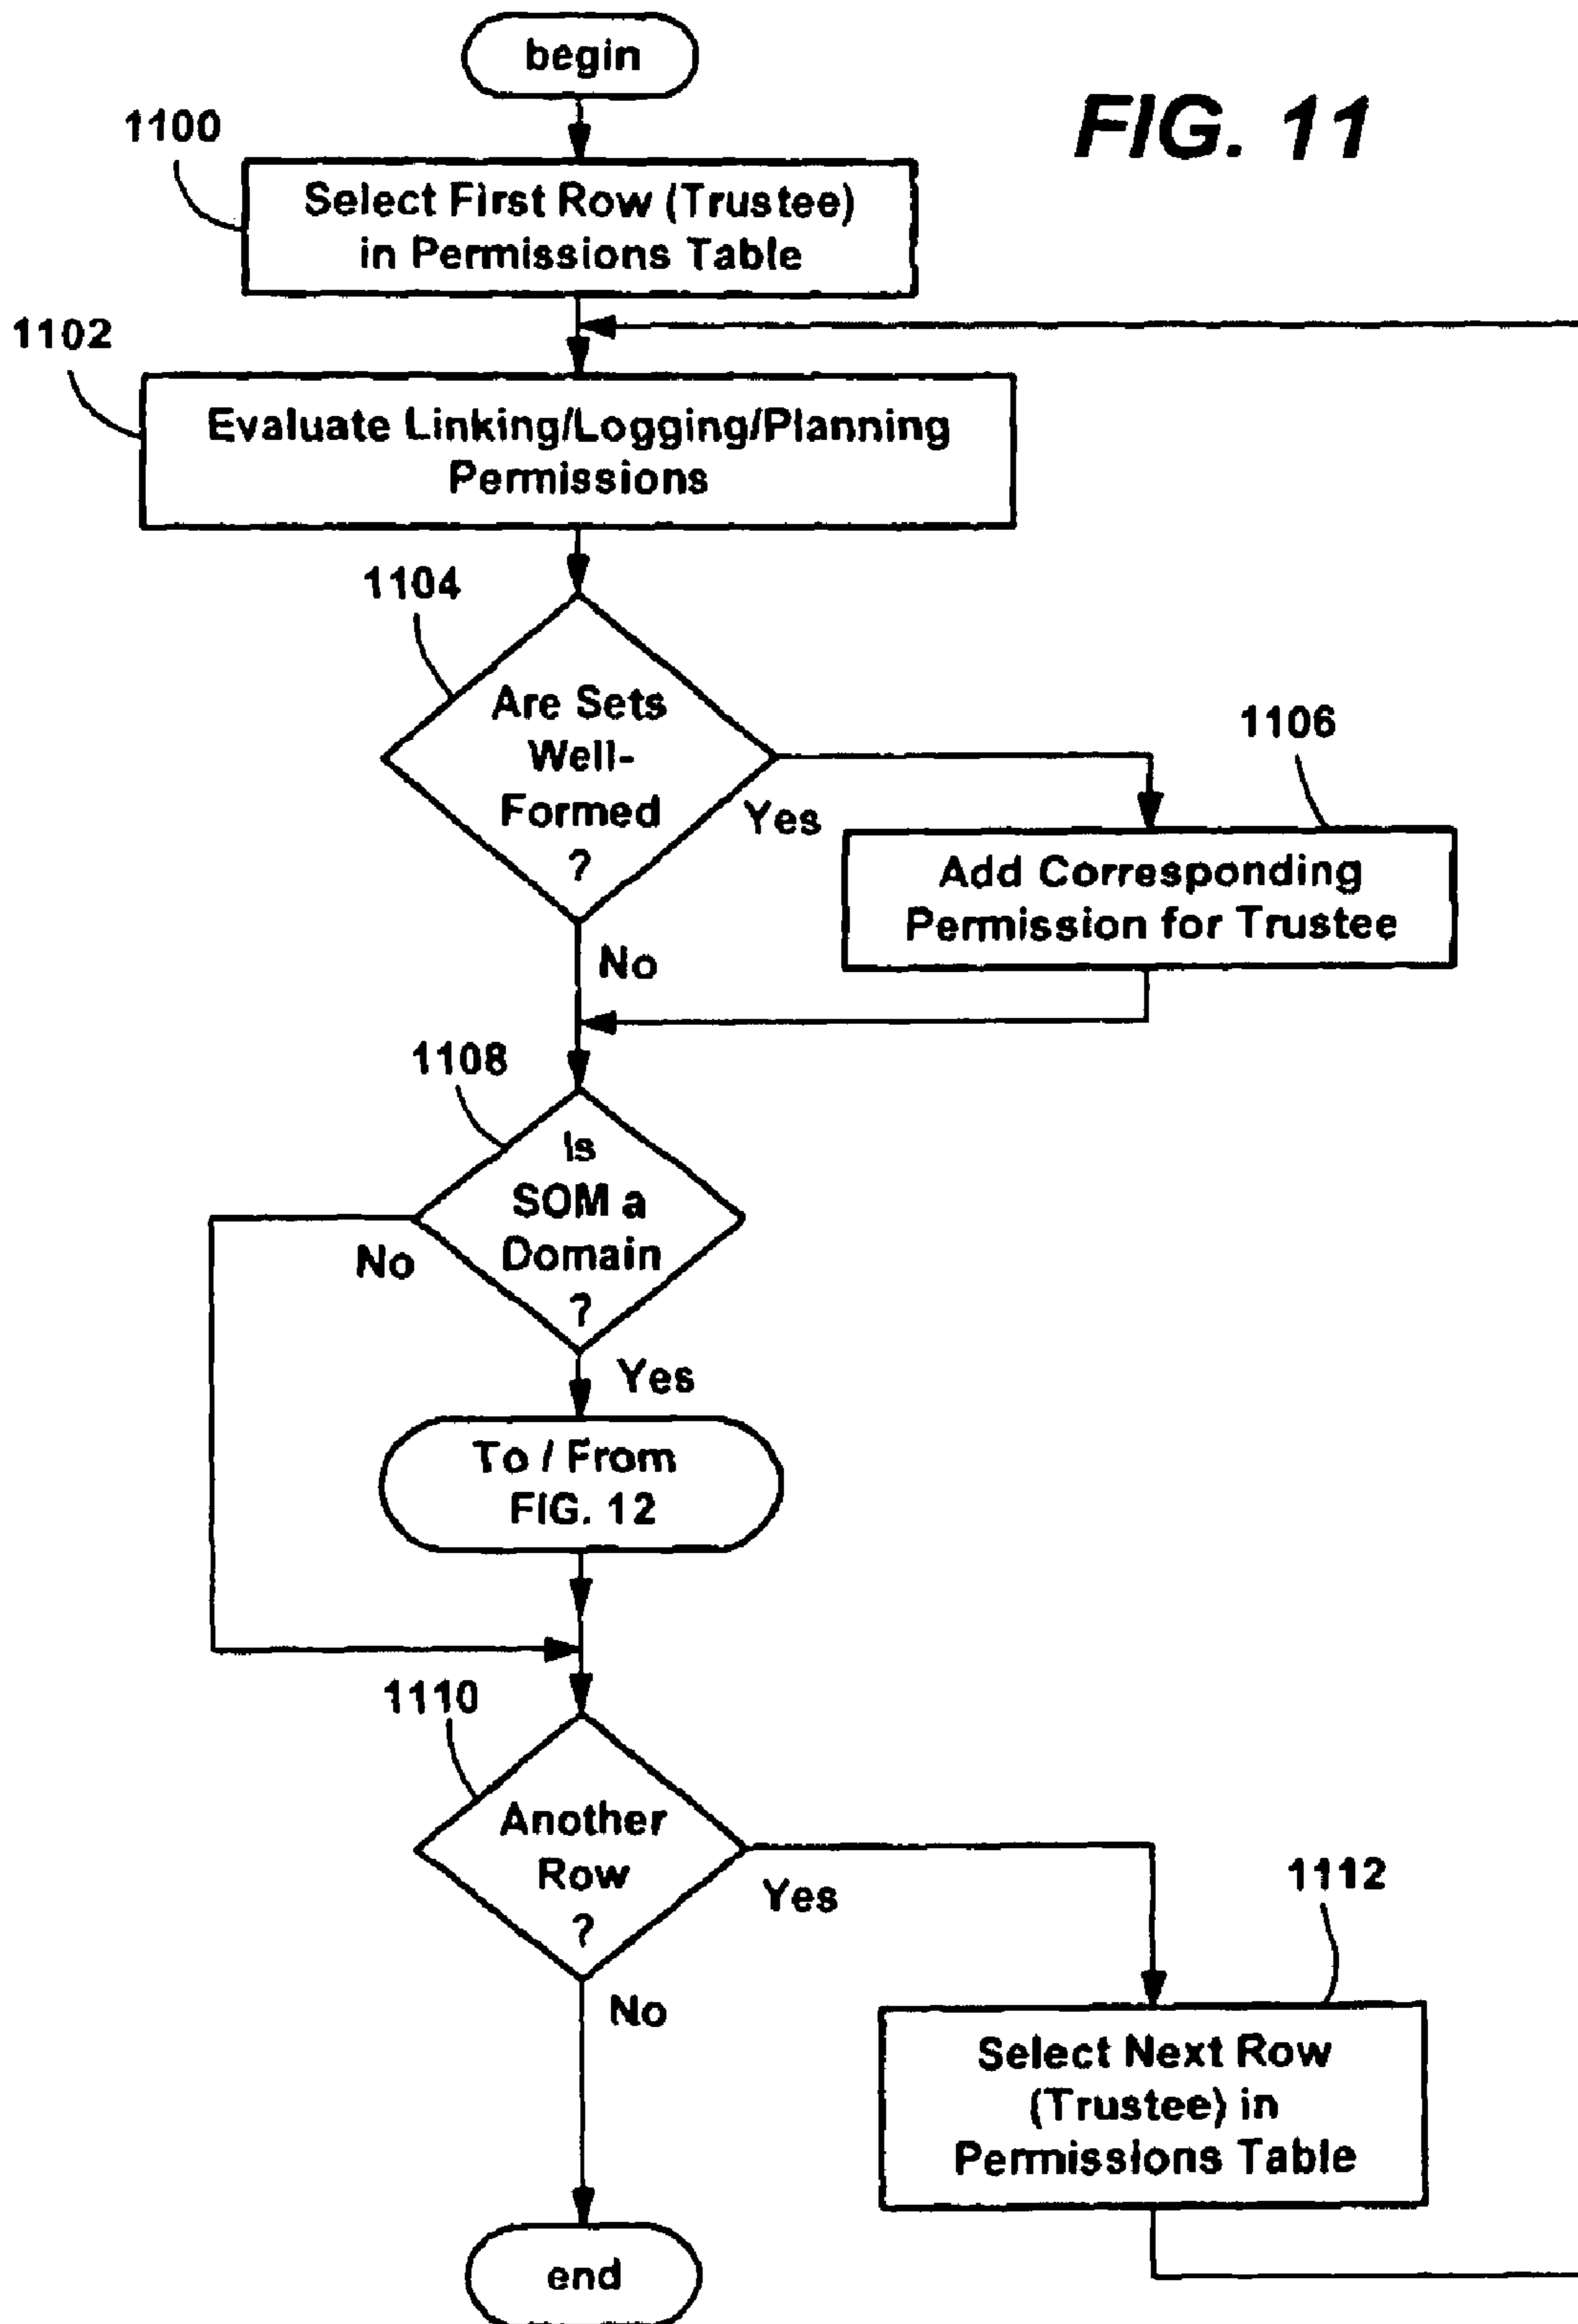 begin
FIG. 11
1100
Select First Row (Trustee)
in Permissions Table
1102
Evaluate Linking/Logging/Planning
Permissions
1104
Are Sets
Well-
Formed
?
Yes
1106
Add Corresponding
Permission for Trustee
No
1108
Is
SOM a
Domain
?
No
Yes
To / From
FIG. 12
1110
Another
Row
?
Yes
1112
No
Select Next Row
(Trustee) in
Permissions Table
end